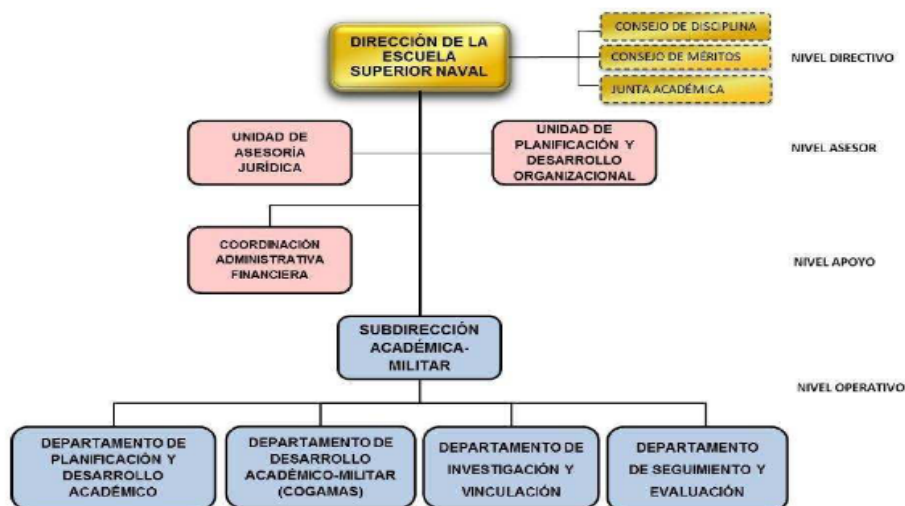 DIRECCIÓN DE LA
ESCUELA
SUPERIOR NAVAL
CONSEJO DE DISCIPLINA
CONSEJO DE MÉRITOS
JUNTA ACADÉMICA
NIVEL DIRECTIVO
UNIDAD DE
ASESORÍA
JURÍDICA
UNIDAD DE
PLANIFICACIÓN Y
DESARROLLO
ORGANIZACIONAL
NIVEL ASESOR
COORDINACIÓN
ADMINISTRATIVA
FINANCIERA
NIVEL APOYO
SUBDIRECCIÓN
ACADÉMICA-
MILITAR
NIVEL OPERATIVO
DEPARTAMENTO DE
PLANIFICACIÓN Y
DESARROLLO
ACADÉMICO
DEPARTAMENTO DE
DESARROLLO
ACADÉMICO-MILITAR
(COGAMAS)
DEPARTAMENTO DE
INVESTIGACIÓN Y
VINCULACIÓN
DEPARTAMENTO
DE SEGUIMIENTO Y
EVALUACIÓN